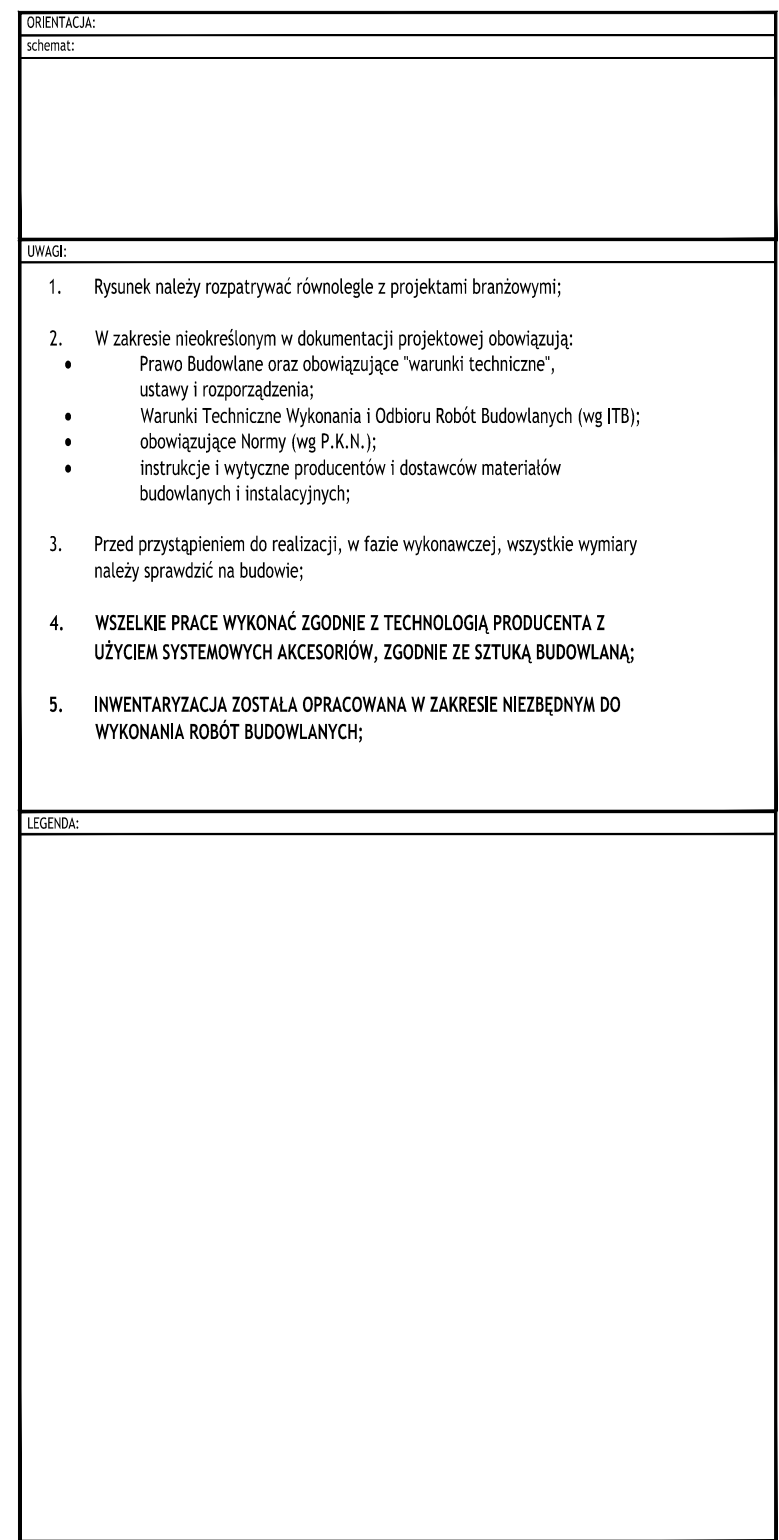 ORIENTACJA:
schemat:
UWAGI:
1. Rysunek należy rozpatrywać równolegle z projektami branżowymi;
2. W zakresie nieokreślonym w dokumentacji projektowej obowiązują:
• Prawo Budowlane oraz obowiązujące "warunki techniczne",
ustawy i rozporządzenia;
• Warunki Techniczne Wykonania i Odbioru Robót Budowlanych (wg ITB);
• obowiązujące Normy (wg P.K.N.);
• instrukcje i wytyczne producentów i dostawców materiałów
budowlanych i instalacyjnych;
3. Przed przystąpieniem do realizacji, w fazie wykonawczej, wszystkie wymiary
należy sprawdzić na budowie;
4. WSZELKIE PRACE WYKONAĆ ZGODNIE Z TECHNOLOGIĄ PRODUCENTA Z
UŻYCIEM SYSTEMOWYCH AKCESORIÓW, ZGODNIE ZE SZTUKĄ BUDOWLANĄ;
5. INWENTARYZACJA ZOSTAŁA OPRACOWANA W ZAKRESIE NIEZBĘDNYM DO
WYKONANIA ROBÓT BUDOWLANYCH;
LEGENDA: